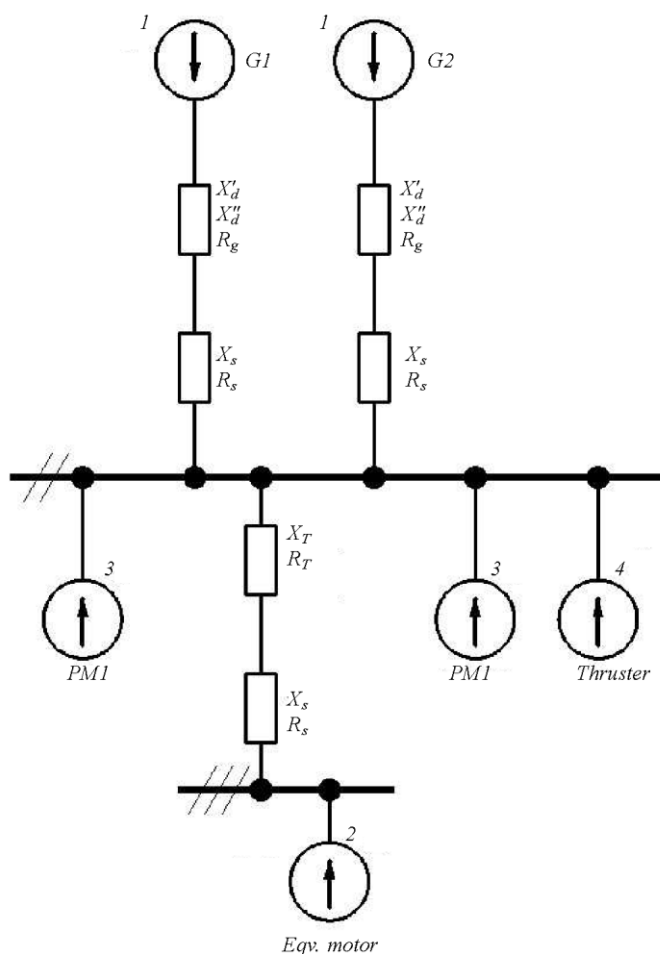 1
G1
1
G2
X'd
X"d
Rg
X'd
X"d
Rg
Xs
Rs
Xs
Rs
3
PM1
XT
RT
3
PM1
4
Thruster
Xs
Rs
2
Eqv. motor